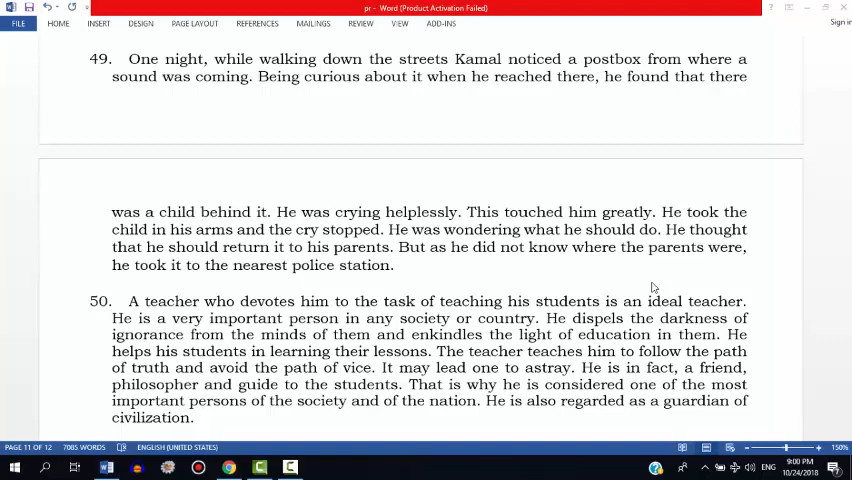 pr - Word (Product Activation Failed)
FILE HOME INSERT DESIGN PAGE LAYOUT REFERENCES MAILINGS REVIEW VIEW ADD-INS Sign in
49. One night, while walking down the streets Kamal noticed a postbox from where a
sound was coming. Being curious about it when he reached there, he found that there
was a child behind it. He was crying helplessly. This touched him greatly. He took the
child in his arms and the cry stopped. He was wondering what he should do. He thought
that he should return it to his parents. But as he did not know where the parents were,
he took it to the nearest police station.
50. A teacher who devotes him to the task of teaching his students is an ideal teacher.
He is a very important person in any society or country. He dispels the darkness of
ignorance from the minds of them and enkindles the light of education in them. He
helps his students in learning their lessons. The teacher teaches him to follow the path
of truth and avoid the path of vice. It may lead one to astray. He is in fact, a friend,
philosopher and guide to the students. That is why he is considered one of the most
important persons of the society and of the nation. He is also regarded as a guardian of
civilization.
PAGE 11 OF 12 7085 WORDS ENGLISH (UNITED STATES) 150%
ENG 9:00 PM
10/24/2018